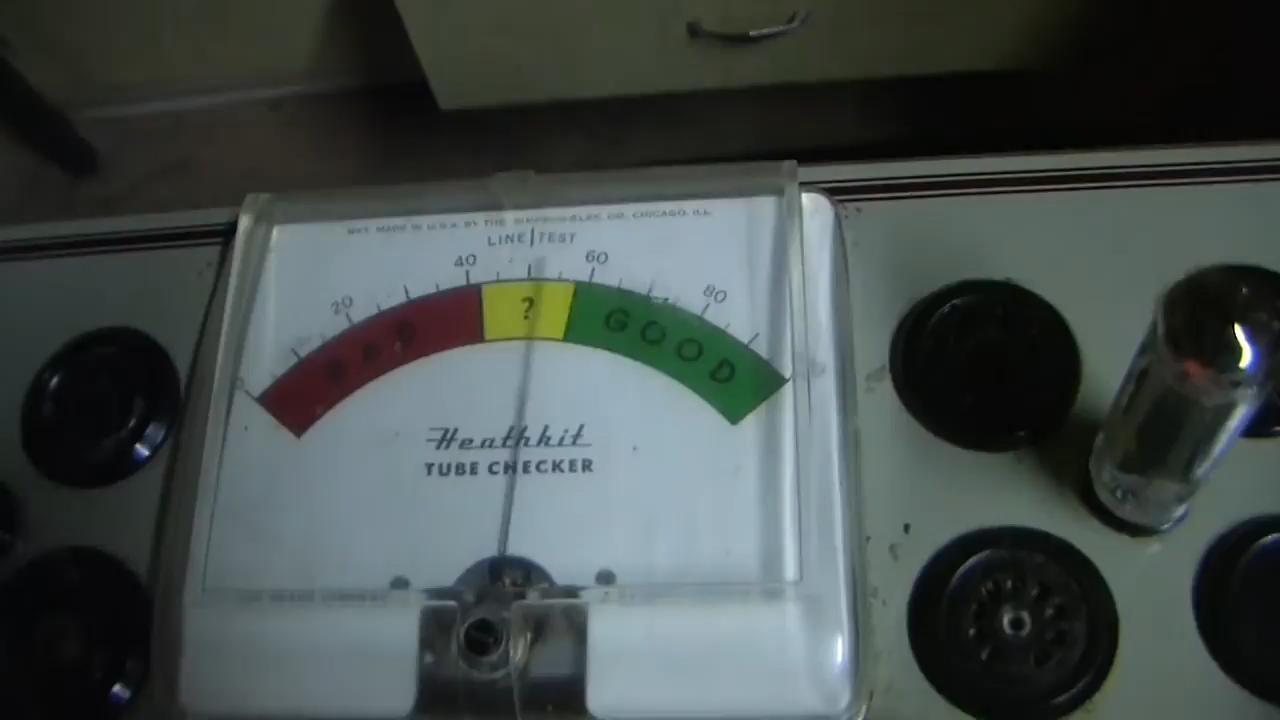 MADE IN U.S.A. BY THE SIMPSON ELEC. CO. CHICAGO, ILL.
LINE TEST
20 40 60 80
BAD ? GOOD
Heathkit
TUBE CHECKER